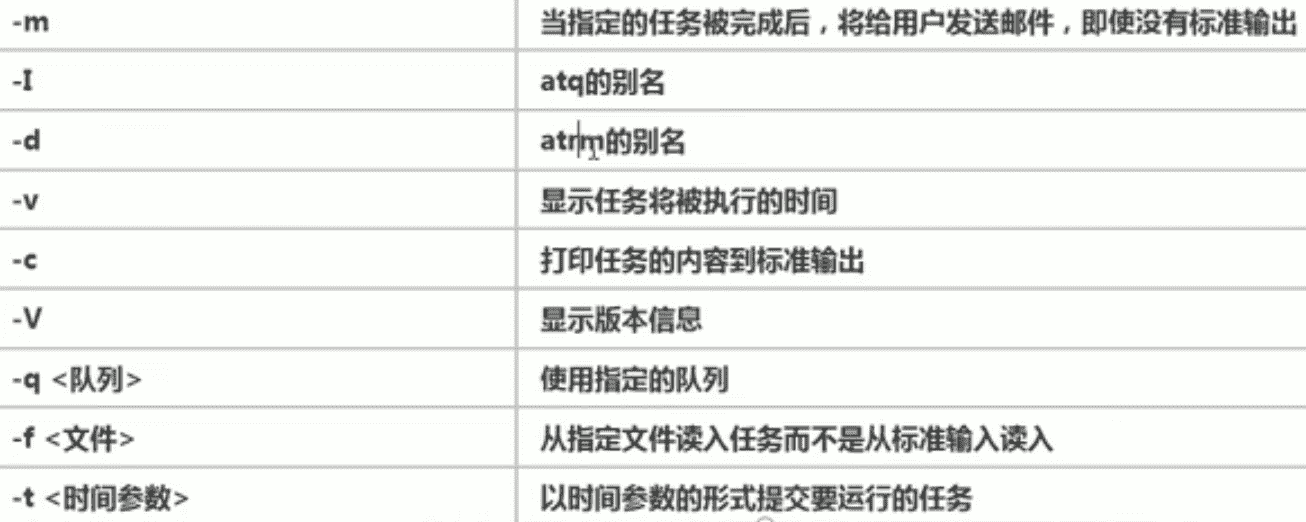 -m 当指定的任务被完成后，将给用户发送邮件，即使没有标准输出
-I atq的别名
-d atrm的别名
-v 显示任务将被执行的时间
-c 打印任务的内容到标准输出
-V 显示版本信息
-q <队列> 使用指定的队列
-f <文件> 从指定文件读入任务而不是从标准输入读入
-t <时间参数> 以时间参数的形式提交要运行的任务